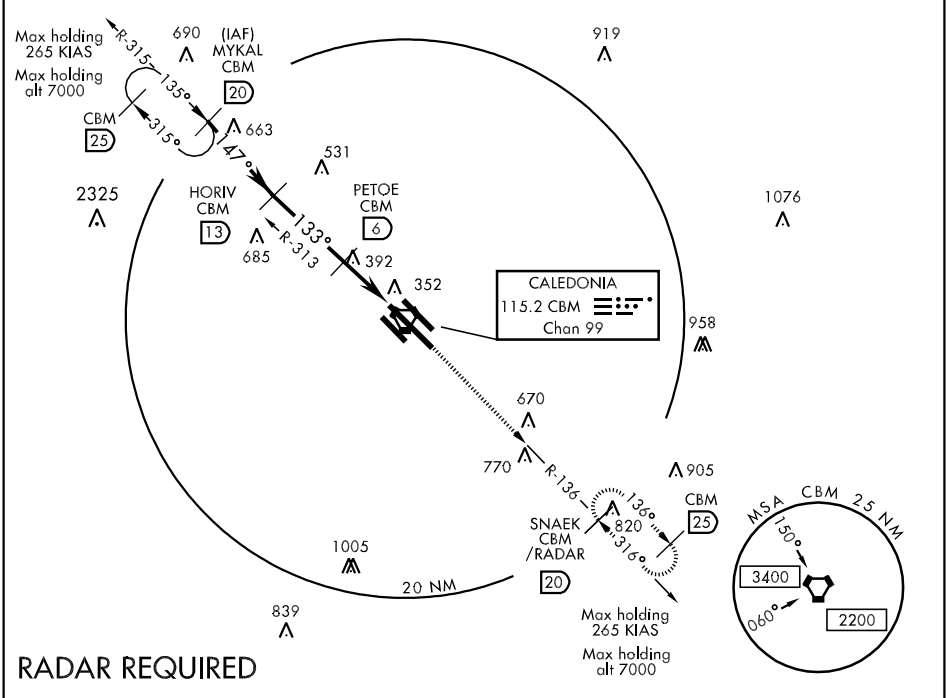 Max holding
265 KIAS
Max holding
alt 7000
R-315
135°
315°
CBM
25
690
(IAF)
MYKAL
CBM
20
663
147°
919
531
2325
HORIV
CBM
13
133°
R-313
685
PETOE
CBM
6
392
352
1076
CALEDONIA
115.2 CBM
Chan 99
958
670
770
R-136
905
CBM
25
136°
316°
820
SNAEK
CBM
/RADAR
20
Max holding
265 KIAS
Max holding
alt 7000
1005
20 NM
839
MSA CBM 25 NM
150°
3400
060°
2200
RADAR REQUIRED